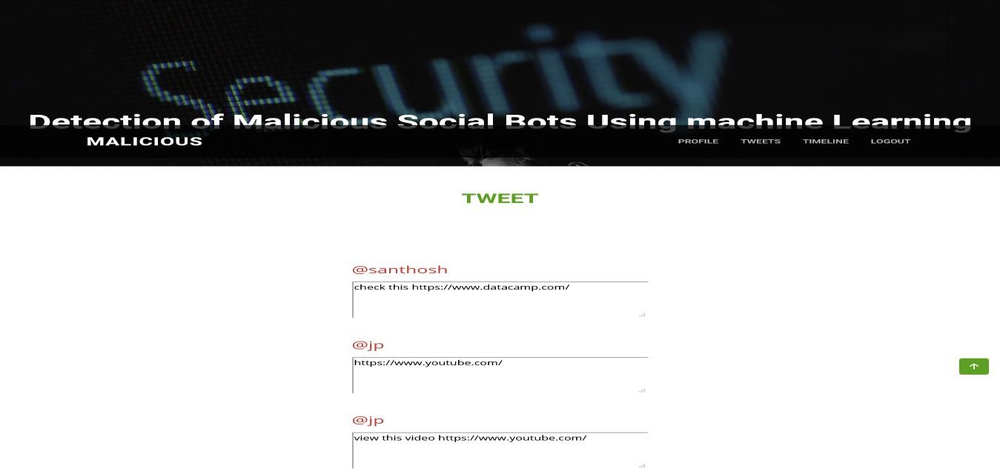 Security
Detection of Malicious Social Bots Using machine Learning
MALICIOUS
PROFILE TWEETS TIMELINE LOGOUT
TWEET
@santhosh
check this https://www.datacamp.com/
@jp
https://www.youtube.com/
@jp
view this video https://www.youtube.com/